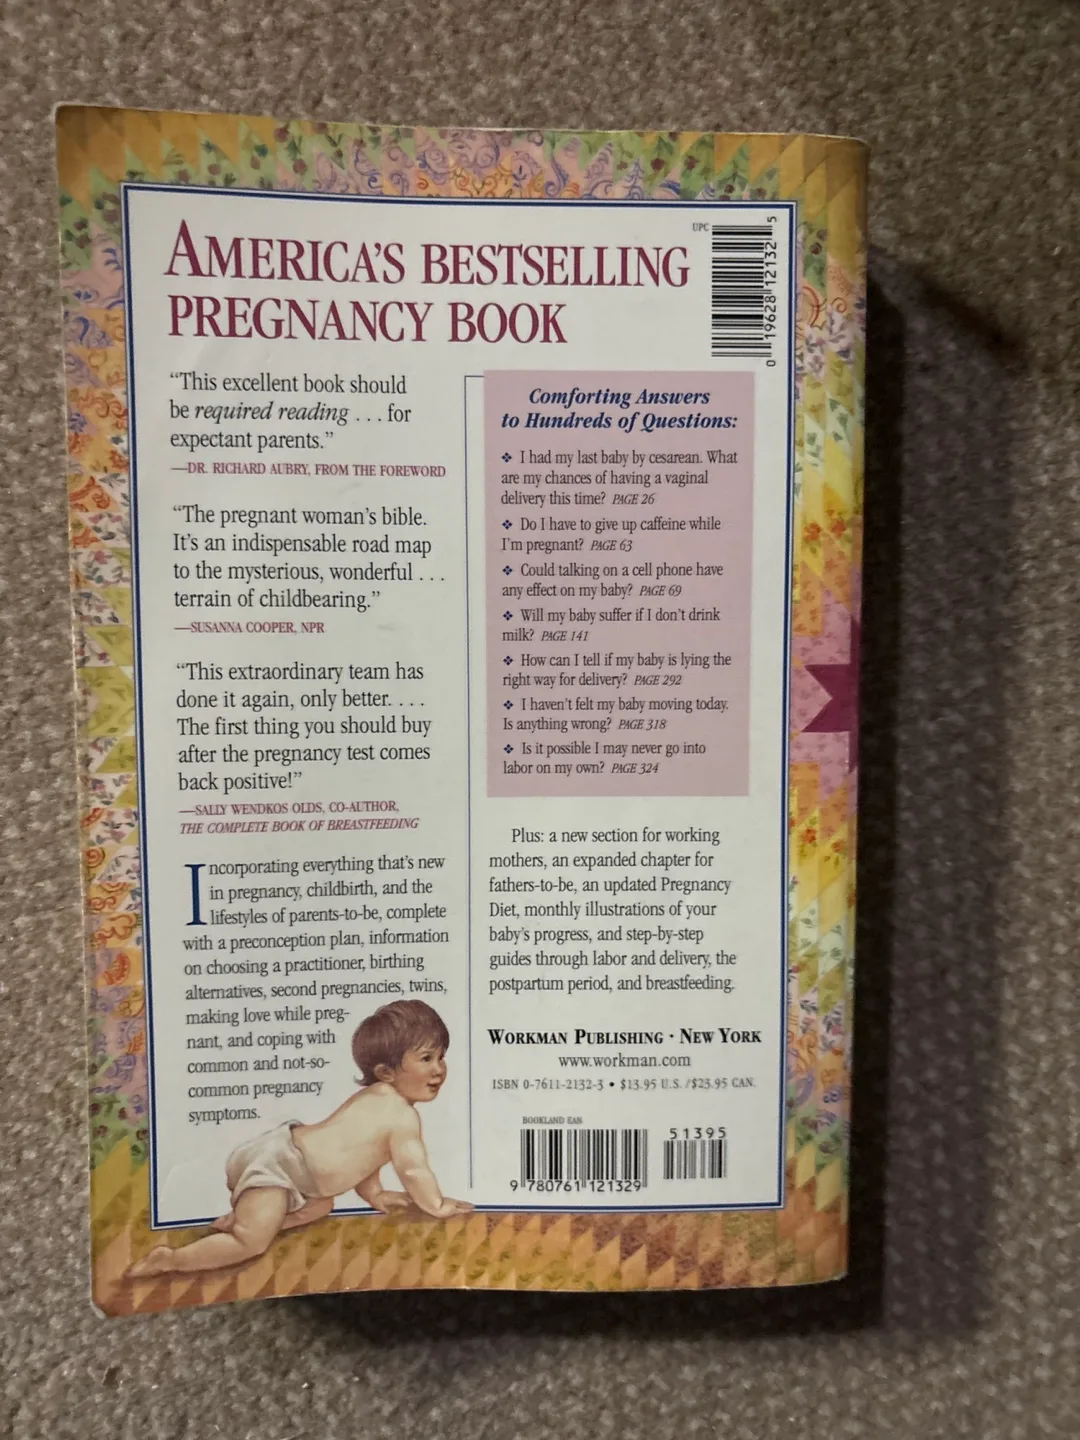 AMERICA'S BESTSELLING
PREGNANCY BOOK
UPC
0 19628 12132 5
“This excellent book should
be required reading . . . for
expectant parents.”
—DR. RICHARD AUBRY, FROM THE FOREWORD
“The pregnant woman's bible.
It's an indispensable road map
to the mysterious, wonderful . . .
terrain of childbearing.”
—SUSANNA COOPER, NPR
“This extraordinary team has
done it again, only better. . . .
The first thing you should buy
after the pregnancy test comes
back positive!”
—SALLY WENDKOS OLDS, CO-AUTHOR,
THE COMPLETE BOOK OF BREASTFEEDING
Incorporating everything that's new
in pregnancy, childbirth, and the
lifestyles of parents-to-be, complete
with a preconception plan, information
on choosing a practitioner, birthing
alternatives, second pregnancies, twins,
making love while preg-
nant, and coping with
common and not-so-
common pregnancy
symptoms.
Comforting Answers
to Hundreds of Questions:
❖ I had my last baby by cesarean. What
are my chances of having a vaginal
delivery this time? PAGE 26
❖ Do I have to give up caffeine while
I'm pregnant? PAGE 63
❖ Could talking on a cell phone have
any effect on my baby? PAGE 69
❖ Will my baby suffer if I don't drink
milk? PAGE 141
❖ How can I tell if my baby is lying the
right way for delivery? PAGE 292
❖ I haven't felt my baby moving today.
Is anything wrong? PAGE 318
❖ Is it possible I may never go into
labor on my own? PAGE 324
Plus: a new section for working
mothers, an expanded chapter for
fathers-to-be, an updated Pregnancy
Diet, monthly illustrations of your
baby's progress, and step-by-step
guides through labor and delivery, the
postpartum period, and breastfeeding.
WORKMAN PUBLISHING • NEW YORK
www.workman.com
ISBN 0-7611-2132-3 • $13.95 U.S. /$23.95 CAN.
BOOKLAND EAN
51395
9 780761 121329